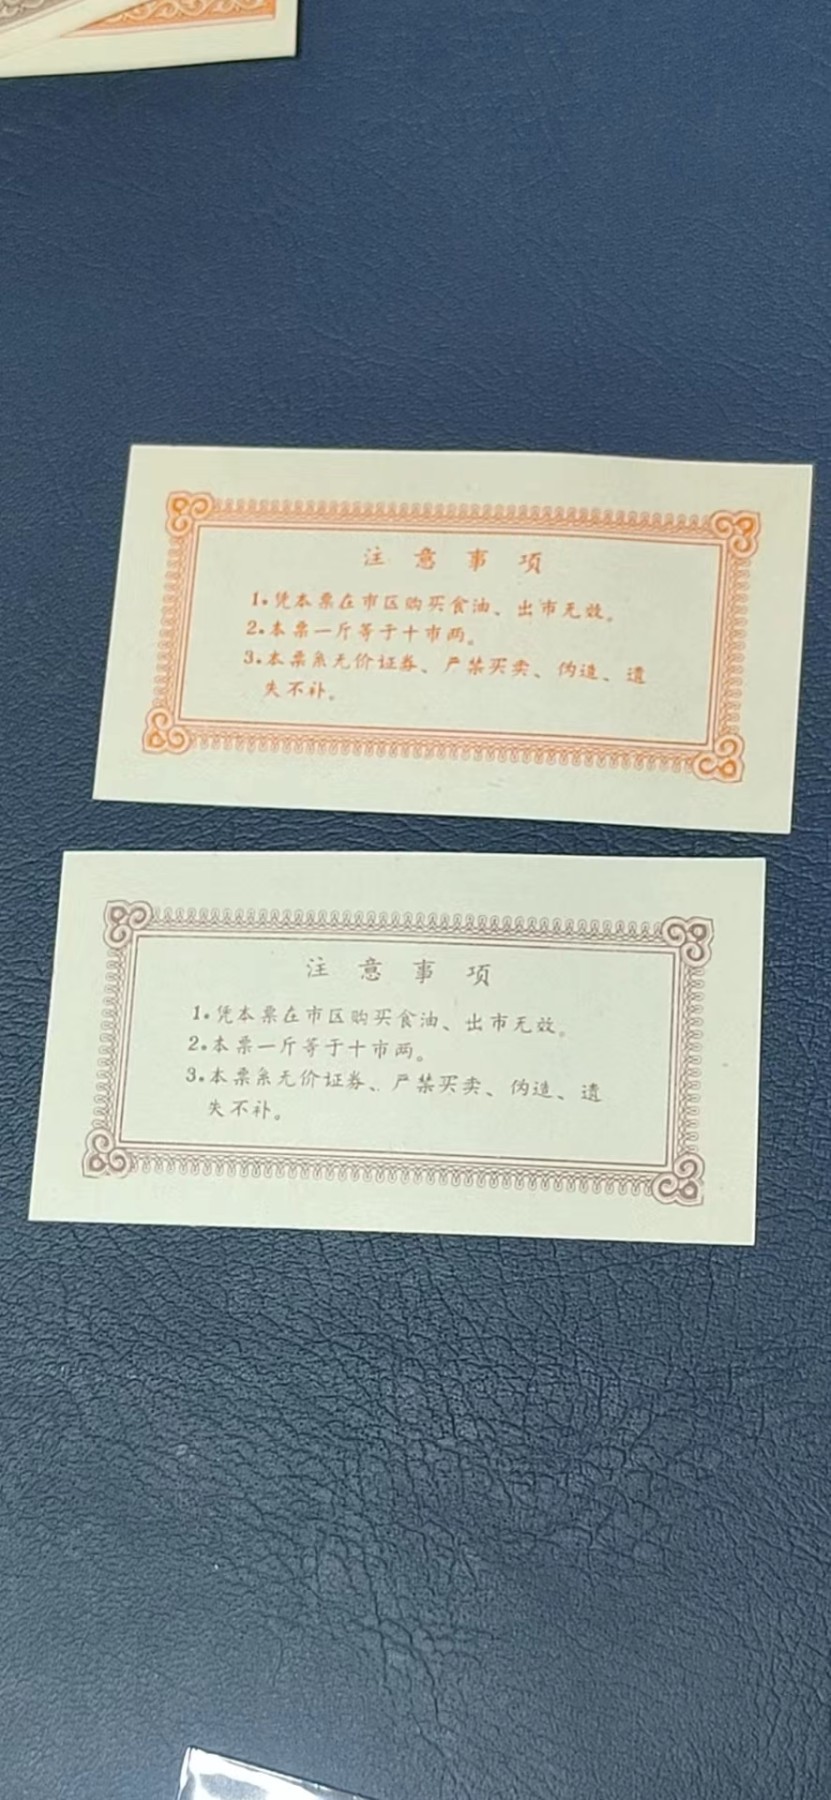 注意事项
1.凭本票在市区购买食油、出市无效。
2.本票一斤等于十市两。
3.本票系无价证券、严禁买卖、伪造、遗
失不补。
注意事项
1.凭本票在市区购买食油、出市无效。
2.本票一斤等于十市两。
3.本票系无价证券、严禁买卖、伪造、遗
失不补。